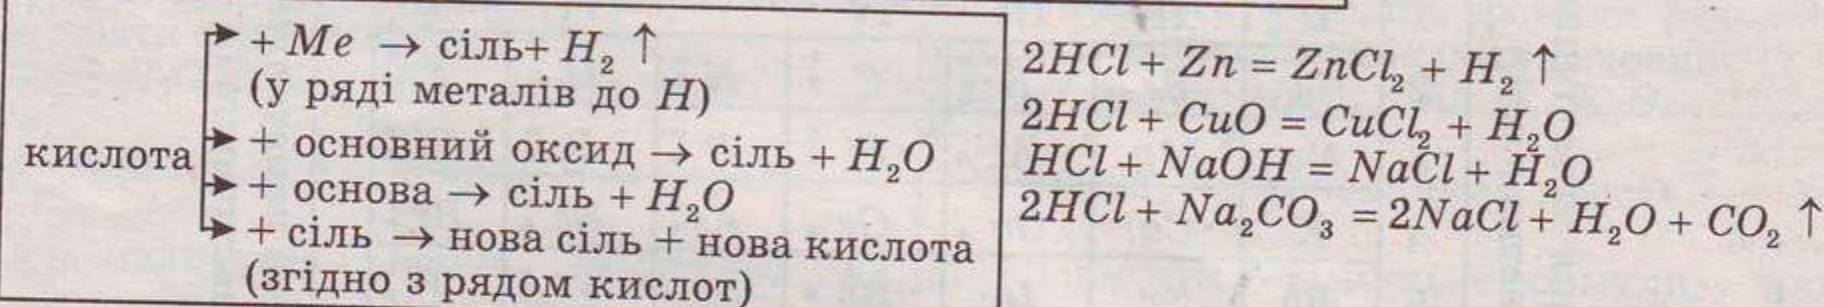 + Me → сіль+ H₂ ↑
(у ряді металів до H)
кислота
+ основний оксид → сіль + H₂O
+ основа → сіль + H₂O
+ сіль → нова сіль + нова кислота
(згідно з рядом кислот)
2HCl + Zn = ZnCl₂ + H₂ ↑
2HCl + CuO = CuCl₂ + H₂O
HCl + NaOH = NaCl + H₂O
2HCl + Na₂CO₃ = 2NaCl + H₂O + CO₂ ↑